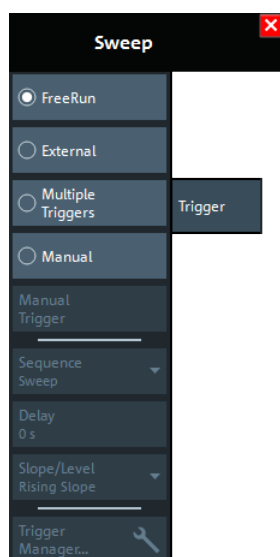 Sweep
FreeRun
External
Multiple
Triggers
Trigger
Manual
Manual
Trigger
Sequence
Sweep
Delay
0 s
Slope/Level
Rising Slope
Trigger
Manager...